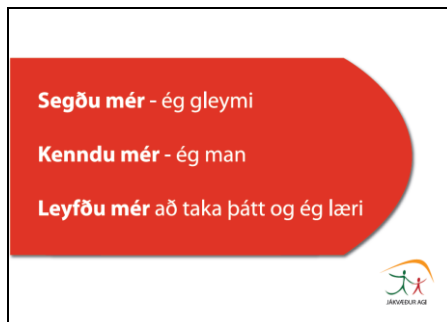 Segðu mér - ég gleymi
Kenndu mér - ég man
Leyfðu mér að taka þátt og ég læri
JÁKVÆÐUR AGI